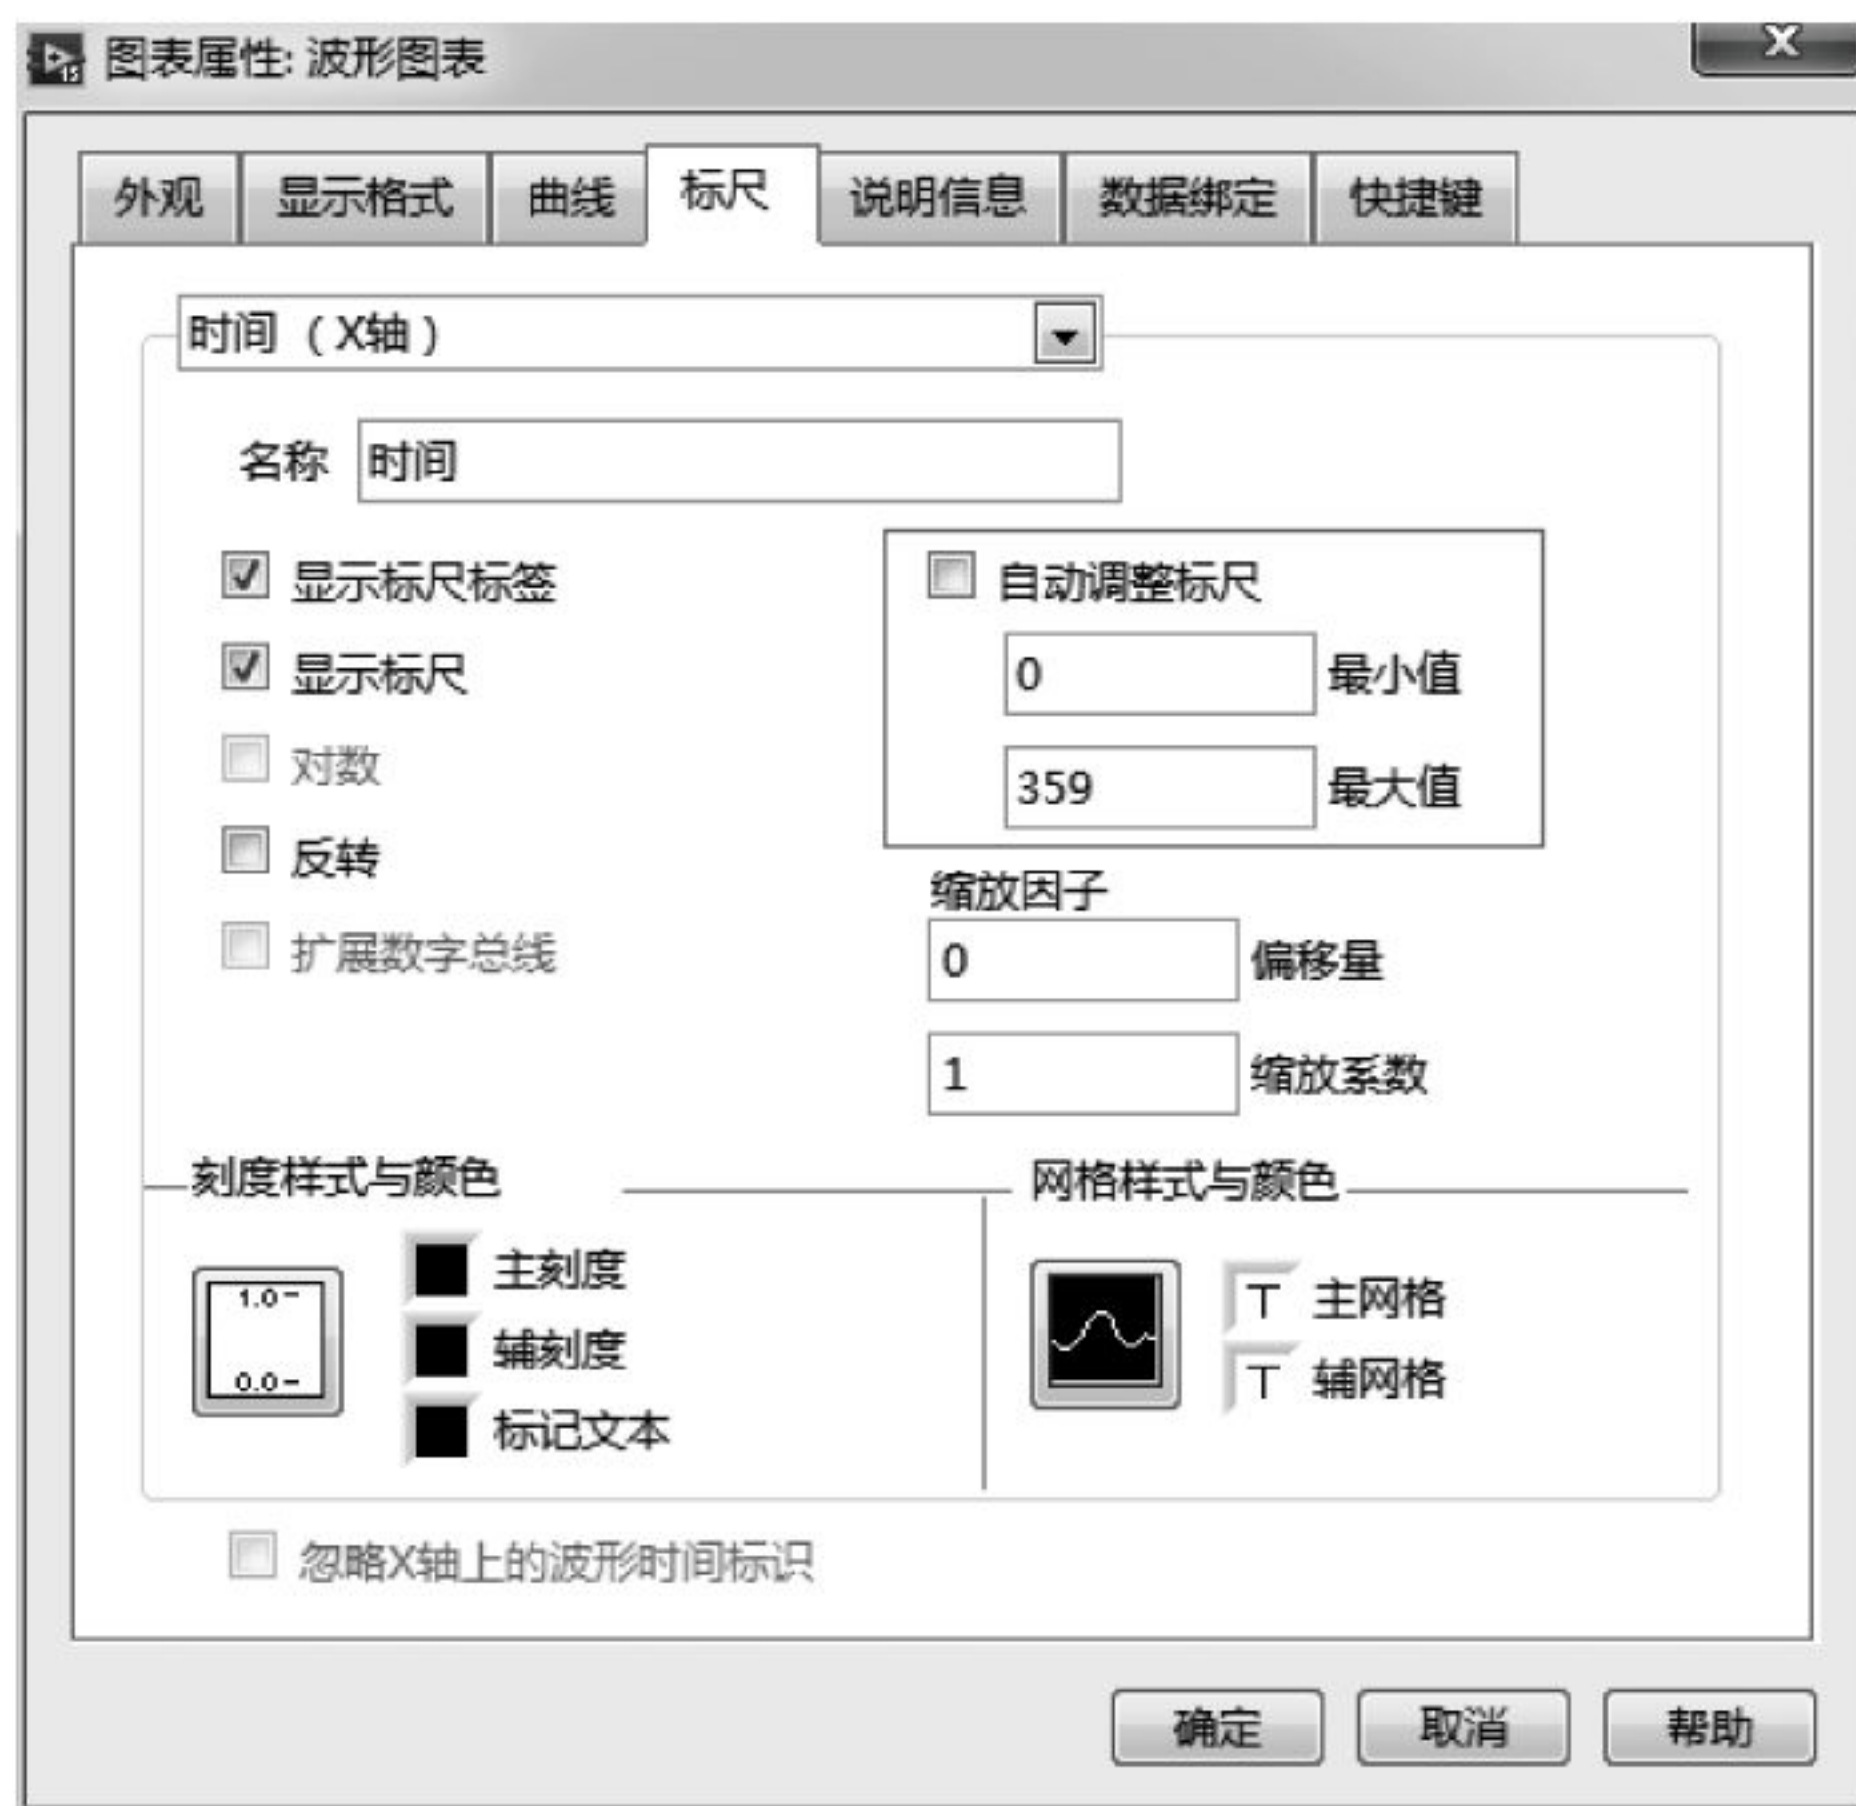 图表属性: 波形图表
X
外观 显示格式 曲线 标尺 说明信息 数据绑定 快捷键
时间 （X轴）
名称 时间
显示标尺标签
显示标尺
对数
反转
扩展数字总线
自动调整标尺
0 最小值
359 最大值
缩放因子
0 偏移量
1 缩放系数
刻度样式与颜色
1.0
0.0
主刻度
辅刻度
标记文本
网格样式与颜色
T 主网格
T 辅网格
忽略X轴上的波形时间标识
确定 取消 帮助